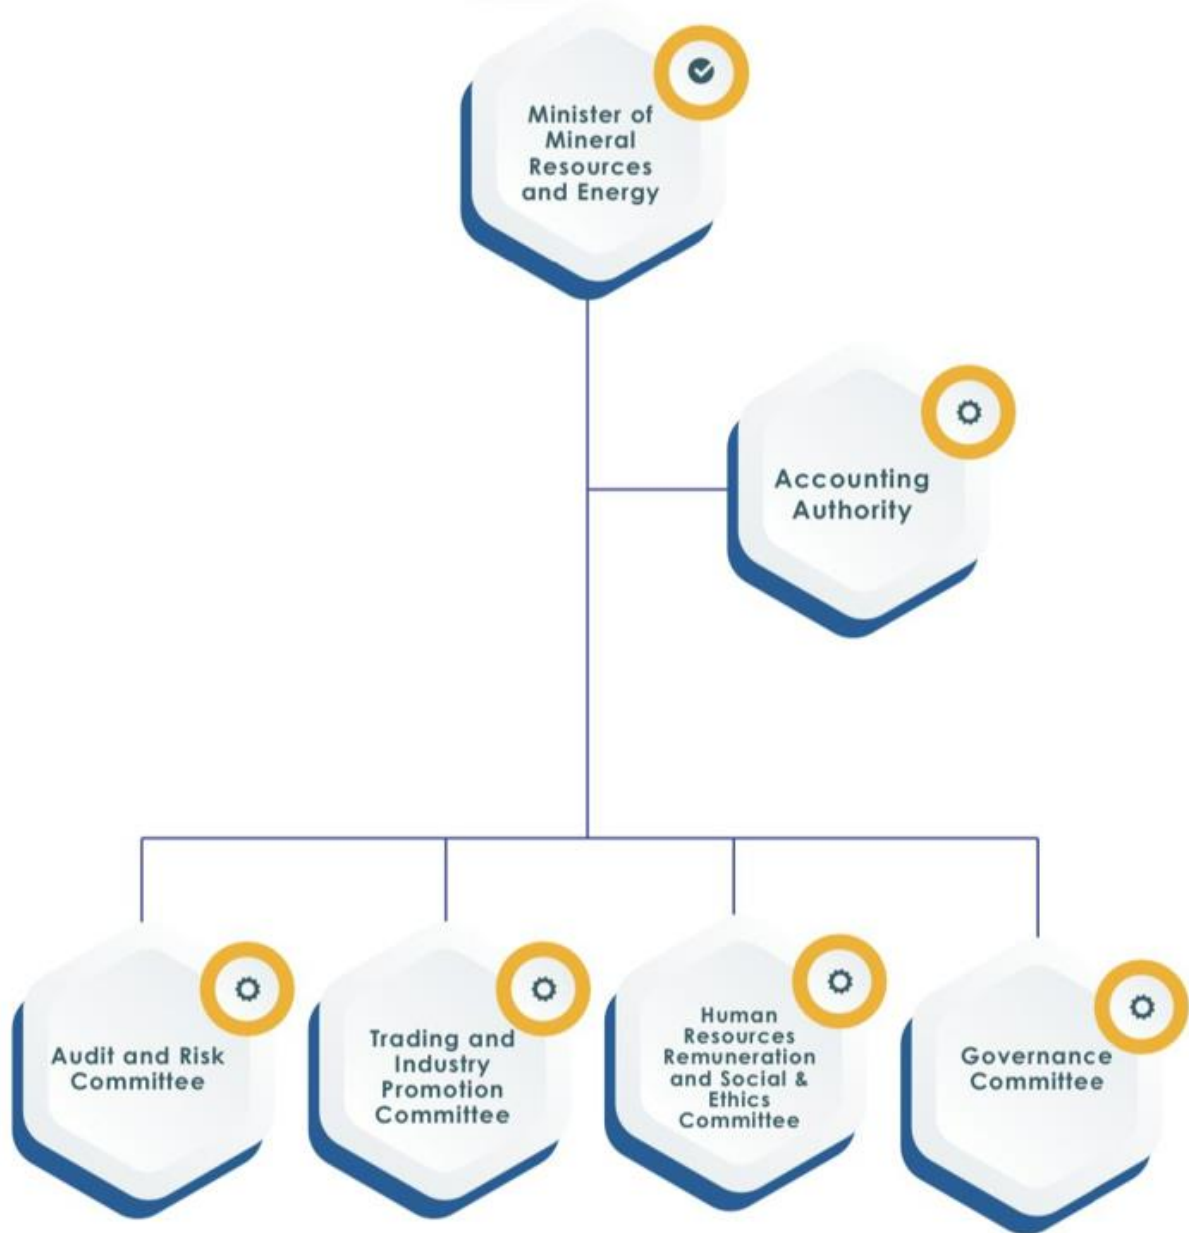 Minister of
Mineral
Resources
and Energy
Accounting
Authority
Audit and Risk
Committee
Trading and
Industry
Promotion
Committee
Human
Resources
Remuneration
and Social &
Ethics
Committee
Governance
Committee